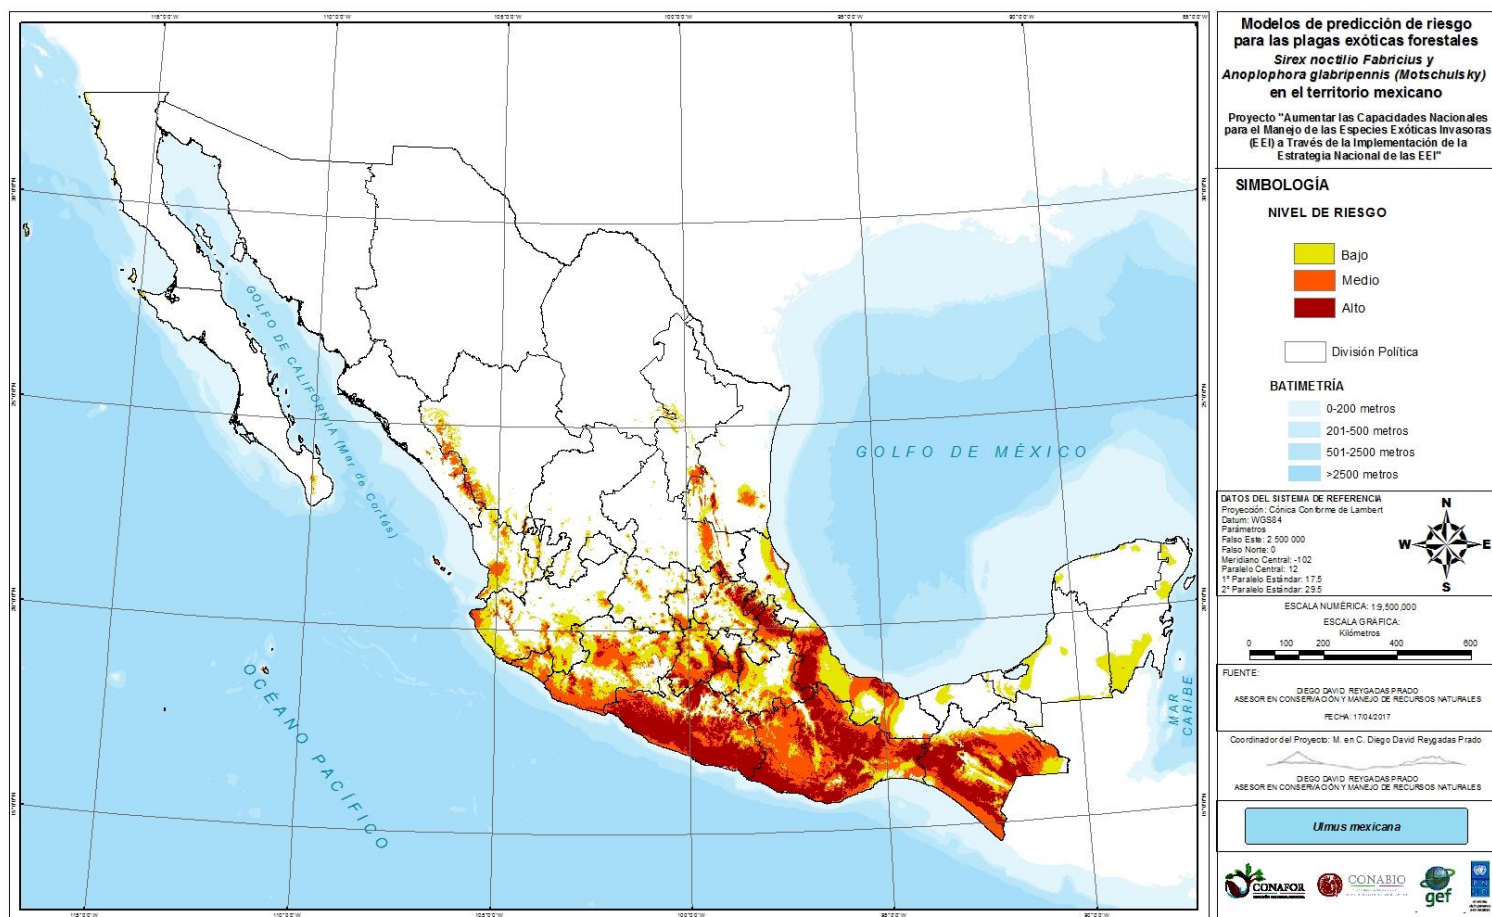 Modelos de predicción de riesgo
para las plagas exóticas forestales
Sirex noctilio Fabricius y
Anoplophora glabripennis (Motschulsky)
en el territorio mexicano
Proyecto "Aumentar las Capacidades Nacionales
para el Manejo de las Especies Exóticas Invasoras
(EEI) a Través de la Implementación de la
Estrategia Nacional de las EEI"
SIMBOLOGÍA
NIVEL DE RIESGO
Bajo
Medio
Alto
División Política
BATIMETRÍA
0-200 metros
201-500 metros
501-2500 metros
>2500 metros
DATOS DEL SISTEMA DE REFERENCIA
Proyección: Cónica Conforme de Lambert
Datum: WGS84
Parámetros
Falso Este: 2 500 000
Falso Norte: 0
Meridiano Central: -102
Paralelo Central: 12
1° Paralelo Estándar: 17.5
2° Paralelo Estándar: 29.5
N
W
E
S
ESCALA NUMÉRICA: 1:9,500,000
ESCALA GRÁFICA:
Kilómetros
0 100 200 400 600
FUENTE:
DIEGO DAVID REYGADAS PRADO
ASESOR EN CONSERVACIÓN Y MANEJO DE RECURSOS NATURALES
FECHA: 17/04/2017
Coordinador del Proyecto: M. en C. Diego David Reygadas Prado
DIEGO DAVID REYGADAS PRADO
ASESOR EN CONSERVACIÓN Y MANEJO DE RECURSOS NATURALES
Ulmus mexicana
CONAFOR
CONABIO
gef
GOLFO DE CALIFORNIA (Mar de Cortés)
GOLFO DE MÉXICO
OCÉANO PACÍFICO
MAR
CARIBE